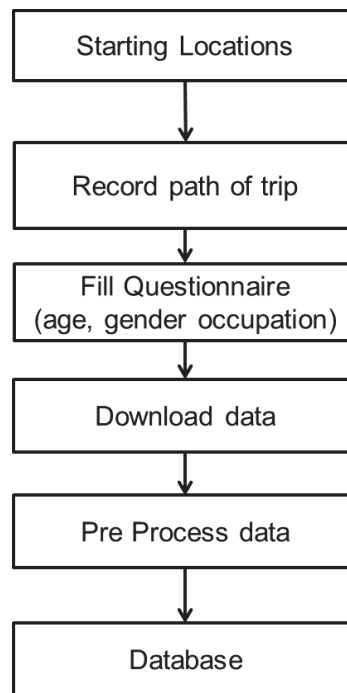 Starting Locations
Record path of trip
Fill Questionnaire
(age, gender occupation)
Download data
Pre Process data
Database